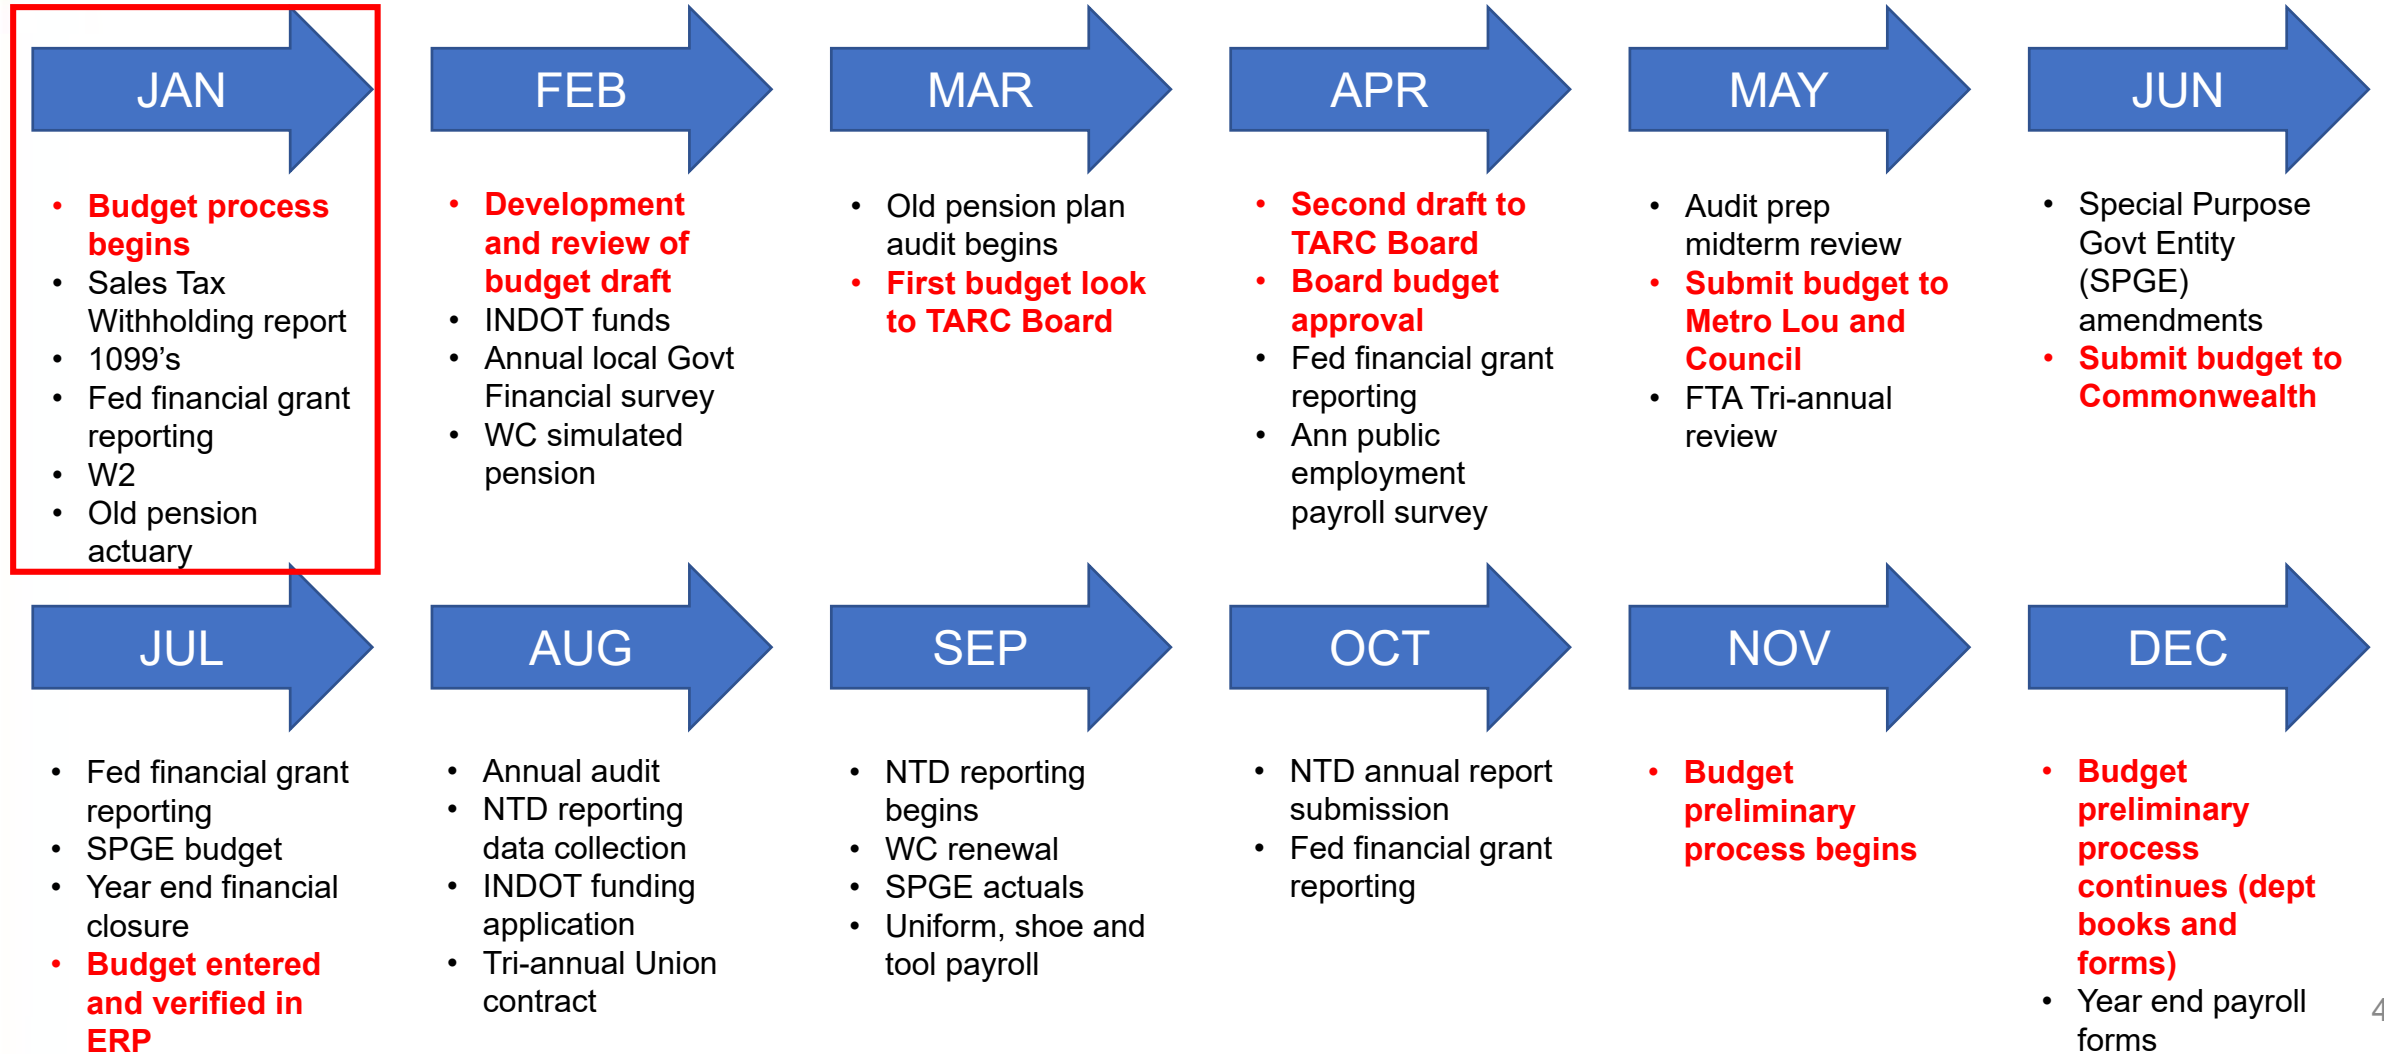 JAN
• Budget process
begins
• Sales Tax
Withholding report
• 1099’s
• Fed financial grant
reporting
• W2
• Old pension
actuary
FEB
• Development
and review of
budget draft
• INDOT funds
• Annual local Govt
Financial survey
• WC simulated
pension
MAR
• Old pension plan
audit begins
• First budget look
to TARC Board
APR
• Second draft to
TARC Board
• Board budget
approval
• Fed financial grant
reporting
• Ann public
employment
payroll survey
MAY
• Audit prep
midterm review
• Submit budget to
Metro Lou and
Council
• FTA Tri-annual
review
JUN
• Special Purpose
Govt Entity
(SPGE)
amendments
• Submit budget to
Commonwealth
JUL
• Fed financial grant
reporting
• SPGE budget
• Year end financial
closure
• Budget entered
and verified in
ERP
AUG
• Annual audit
• NTD reporting
data collection
• INDOT funding
application
• Tri-annual Union
contract
SEP
• NTD reporting
begins
• WC renewal
• SPGE actuals
• Uniform, shoe and
tool payroll
OCT
• NTD annual report
submission
• Fed financial grant
reporting
NOV
• Budget
preliminary
process begins
DEC
• Budget
preliminary
process
continues (dept
books and
forms)
• Year end payroll
forms
4